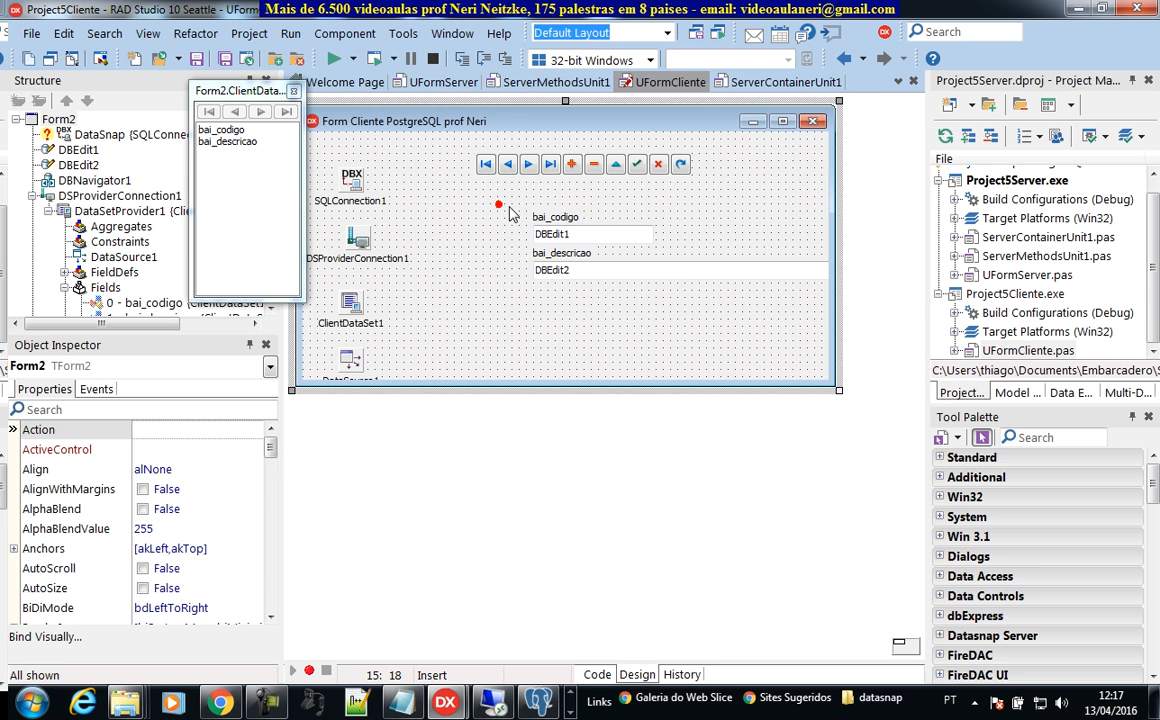 Project5Cliente - RAD Studio 10 Seattle - UForm
Mais de 6.500 videoaulas prof Neri Neitzke, 175 palestras em 8 paises - email: videoaulaneri@gmail.com
File Edit Search View Refactor Project Run Component Tools Window Help
Default Layout
Search
32-bit Windows
Structure
Form2.ClientData...
Welcome Page UFormServer ServerMethodsUnit1 UFormCliente ServerContainerUnit1
Project5Server.dproj - Project Ma...
bai_codigo
bai_descricao
Form2
DataSnap {SQLConne
DBEdit1
DBEdit2
DBNavigator1
DSProviderConnection1
DataSetProvider1 {Clie
Aggregates
Constraints
DataSource1
FieldDefs
Fields
0 - bai_codigo {ClientDataSet1
Form Cliente PostgreSQL prof Neri
DBX
SQLConnection1
DSProviderConnection1
ClientDataSet1
DataSource1
bai_codigo
DBEdit1
bai_descricao
DBEdit2
File
Project5Server.exe
Build Configurations (Debug)
Target Platforms (Win32)
ServerContainerUnit1.pas
ServerMethodsUnit1.pas
UFormServer.pas
Project5Cliente.exe
Build Configurations (Debug)
Target Platforms (Win32)
UFormCliente.pas
C:\Users\thiago\Documents\Embarcadero\S
Project... Model ... Data E... Multi-D...
Object Inspector
Form2 TForm2
Properties Events
Search
Action
ActiveControl
Align alNone
AlignWithMargins False
AlphaBlend False
AlphaBlendValue 255
Anchors [akLeft,akTop]
AutoScroll False
AutoSize False
BiDiMode bdLeftToRight
Bind Visually...
All shown
Tool Palette
Search
Standard
Additional
Win32
System
Win 3.1
Dialogs
Data Access
Data Controls
dbExpress
Datasnap Server
FireDAC
FireDAC UI
15: 18 Insert
Code Design History
Links Galeria do Web Slice Sites Sugeridos datasnap
PT
12:17
13/04/2016